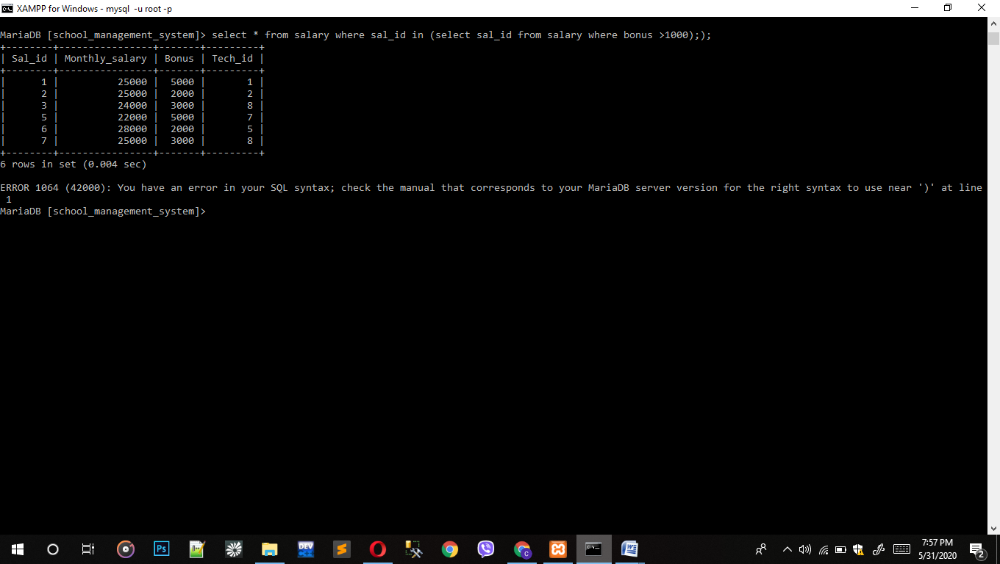 XAMPP for Windows - mysql  -u root -p
MariaDB [school_management_system]> select * from salary where sal_id in (select sal_id from salary where bonus >1000););
+--------+----------------+-------+---------+
| Sal_id | Monthly_salary | Bonus | Tech_id |
+--------+----------------+-------+---------+
|      1 |          25000 |  5000 |       1 |
|      2 |          25000 |  2000 |       2 |
|      3 |          24000 |  3000 |       8 |
|      5 |          22000 |  5000 |       7 |
|      6 |          28000 |  2000 |       5 |
|      7 |          25000 |  3000 |       8 |
+--------+----------------+-------+---------+
6 rows in set (0.004 sec)
ERROR 1064 (42000): You have an error in your SQL syntax; check the manual that corresponds to your MariaDB server version for the right syntax to use near ')' at line
 1
MariaDB [school_management_system]>
Ps
DEV
C
7:57 PM
5/31/2020
2